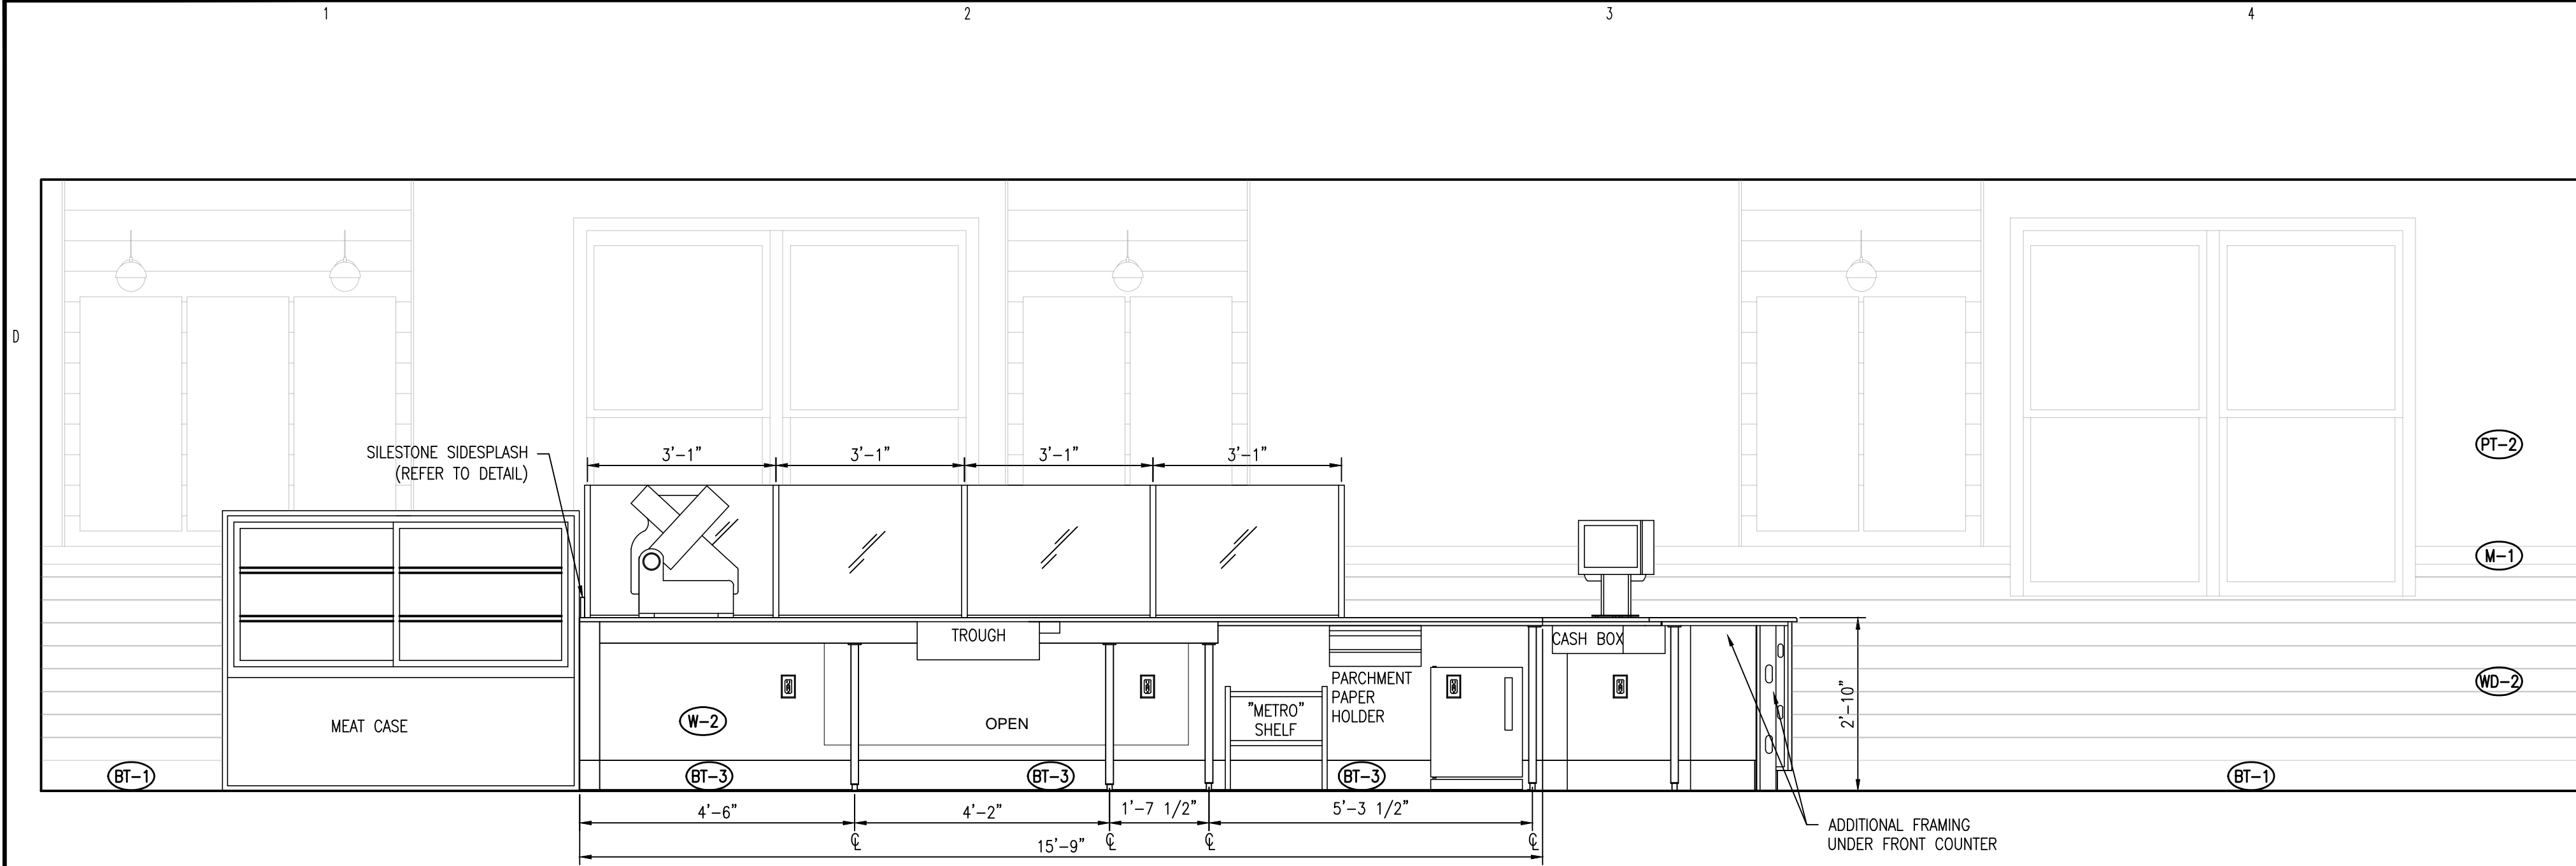 1
2
3
4
D
SILESTONE SIDESPLASH
(REFER TO DETAIL)
3'-1"
3'-1"
3'-1"
3'-1"
PT-2
M-1
TROUGH
CASH BOX
PARCHMENT
PAPER
HOLDER
"METRO"
SHELF
2'-10"
WD-2
MEAT CASE
W-2
OPEN
BT-1
BT-3
BT-3
BT-3
BT-1
4'-6"
4'-2"
1'-7 1/2"
5'-3 1/2"
℄
℄
℄
℄
15'-9"
ADDITIONAL FRAMING
UNDER FRONT COUNTER